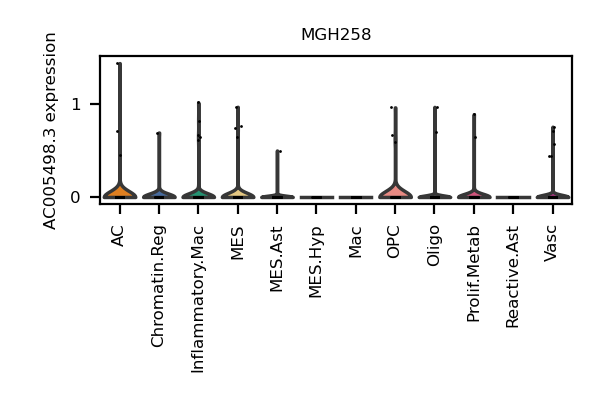 MGH258
AC005498.3 expression
1
0
AC
Chromatin.Reg
Inflammatory.Mac
MES
MES.Ast
MES.Hyp
Mac
OPC
Oligo
Prolif.Metab
Reactive.Ast
Vasc